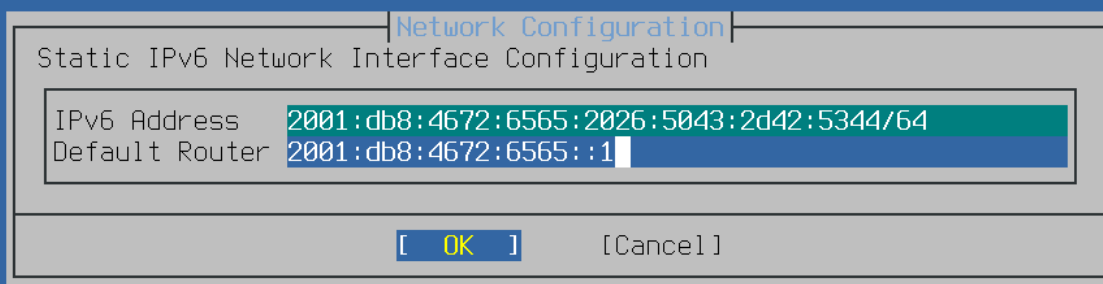 Network Configuration
Static IPv6 Network Interface Configuration
IPv6 Address 2001:db8:4672:6565:2026:5043:2d42:5344/64
Default Router 2001:db8:4672:6565::1
[ OK ] [Cancel]